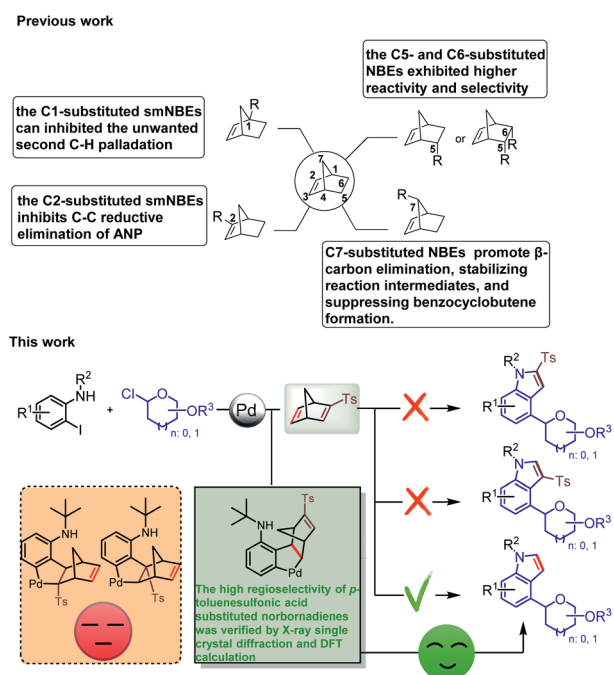 Previous work
the C5- and C6-substituted
NBEs exhibited higher
reactivity and selectivity
the C1-substituted smNBEs
can inhibited the unwanted
second C-H palladation
R
1
R
5
or
6
5
R
R
7
2
1
6
3
4
5
the C2-substituted smNBEs
inhibits C-C reductive
elimination of ANP
R
2
R
7
C7-substituted NBEs promote β-
carbon elimination, stabilizing
reaction intermediates, and
suppressing benzocyclobutene
formation.
This work
R²
NH
R¹
I
+
Cl
O
OR³
n: 0, 1
Pd
Ts
R²
N
Ts
R¹
O
OR³
n: 0, 1
R²
N
Ts
R¹
O
OR³
n: 0, 1
R²
N
R¹
O
OR³
n: 0, 1
NH
Pd
Ts
NH
Pd
Ts
Ts
NH
Pd
The high regioselectivity of p-
toluenesulfonic acid
substituted norbornadienes
was verified by X-ray single
crystal diffraction and DFT
calculation